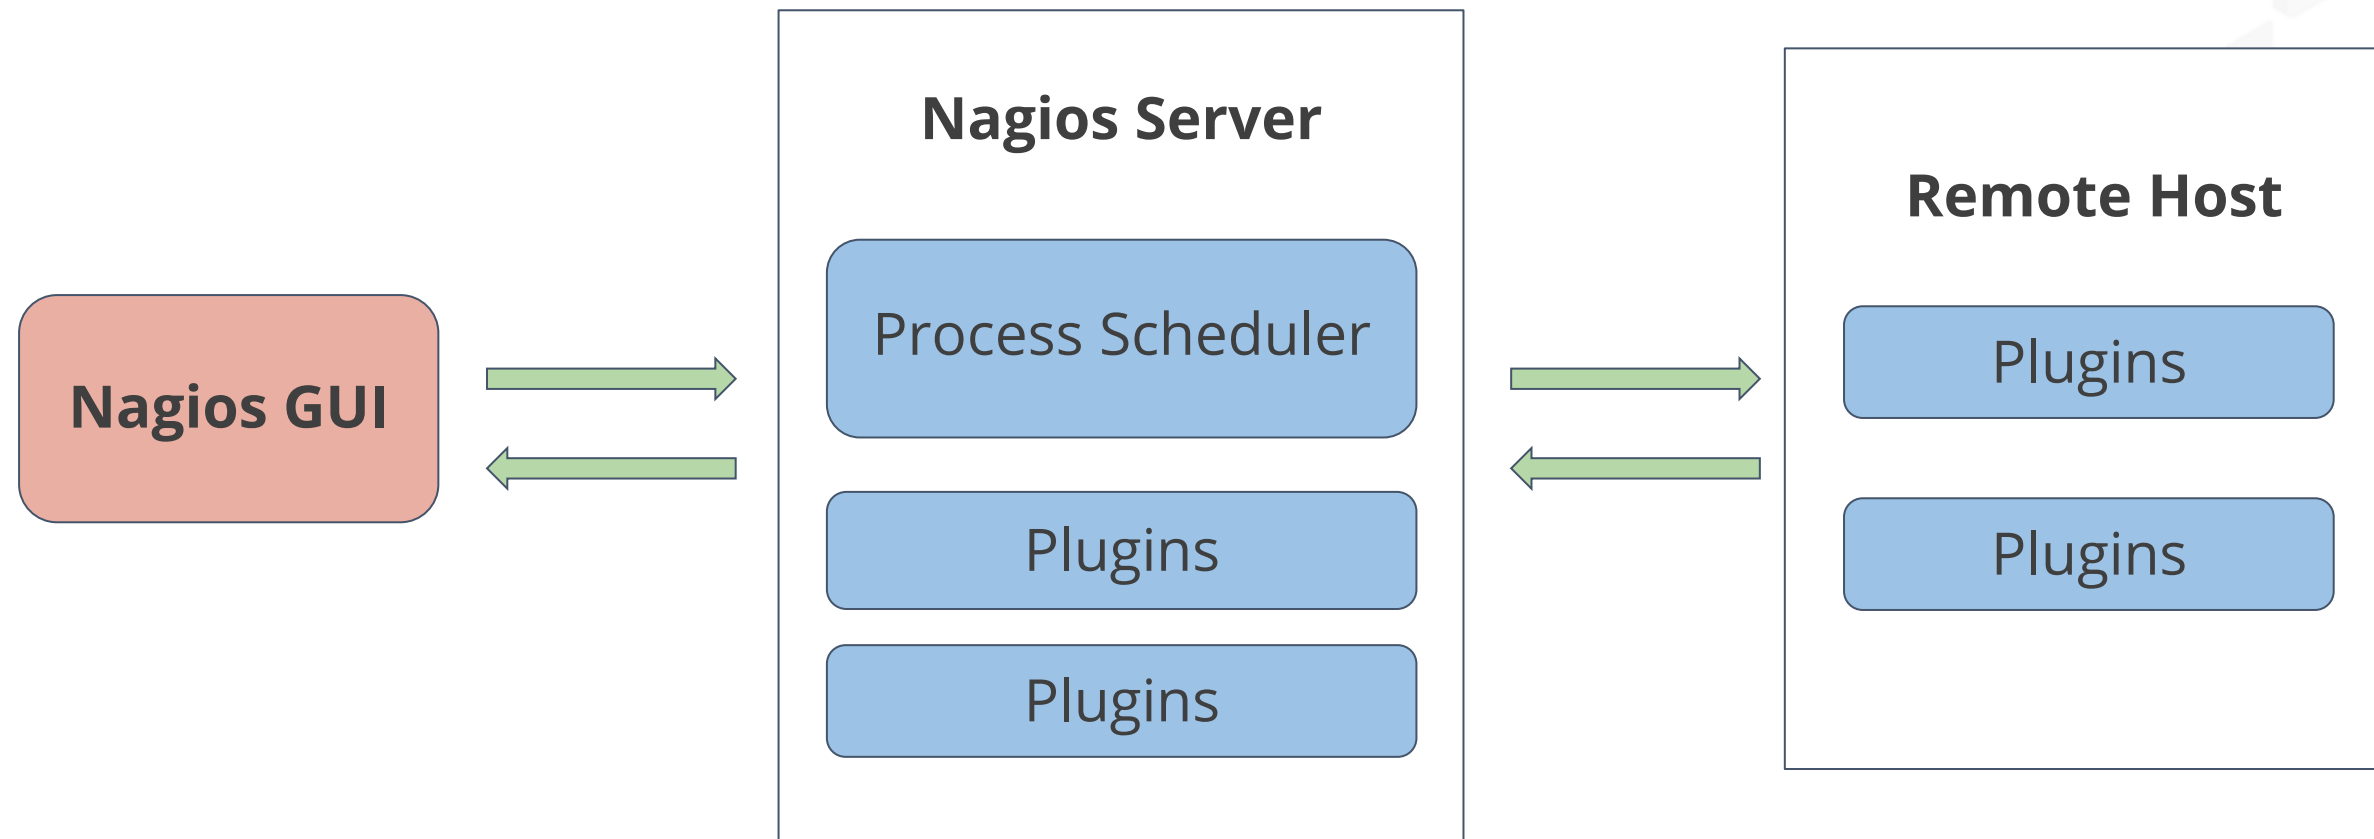 Nagios GUI
Nagios Server
Process Scheduler
Plugins
Plugins
Remote Host
Plugins
Plugins